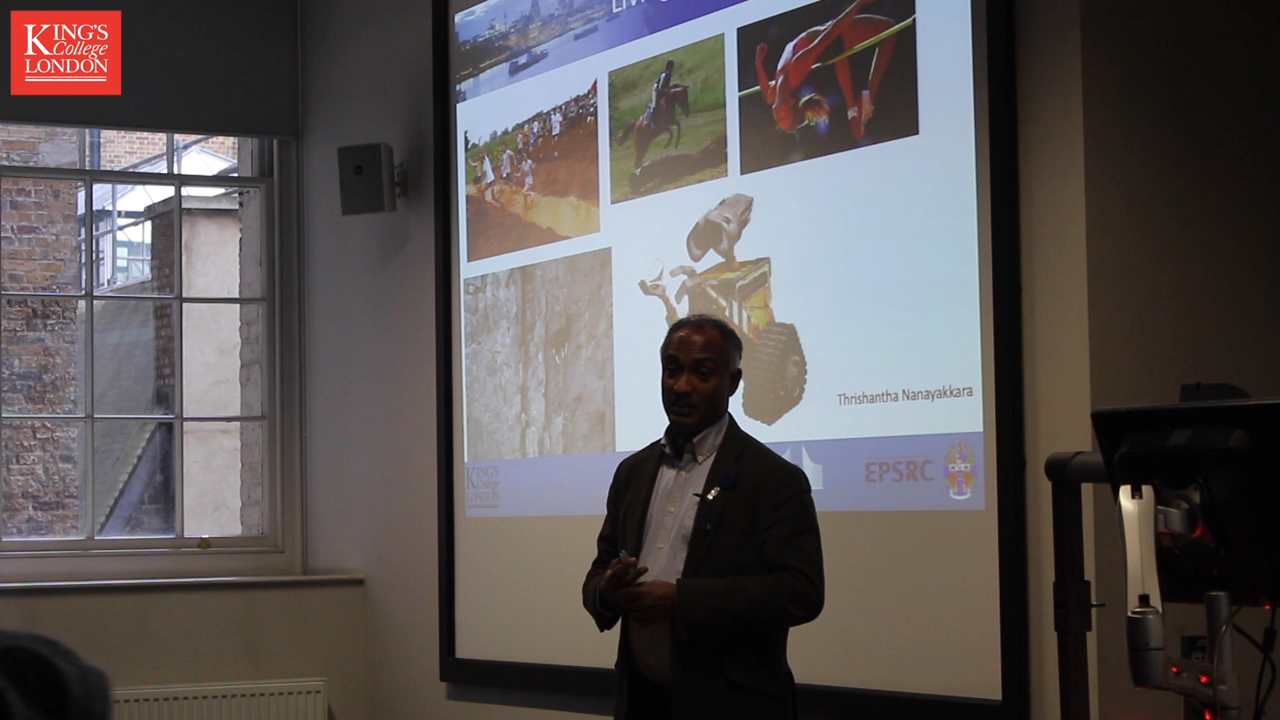 KING'S
College
LONDON
Thrishantha Nanayakkara
KING'S
College
LONDON
EPSRC